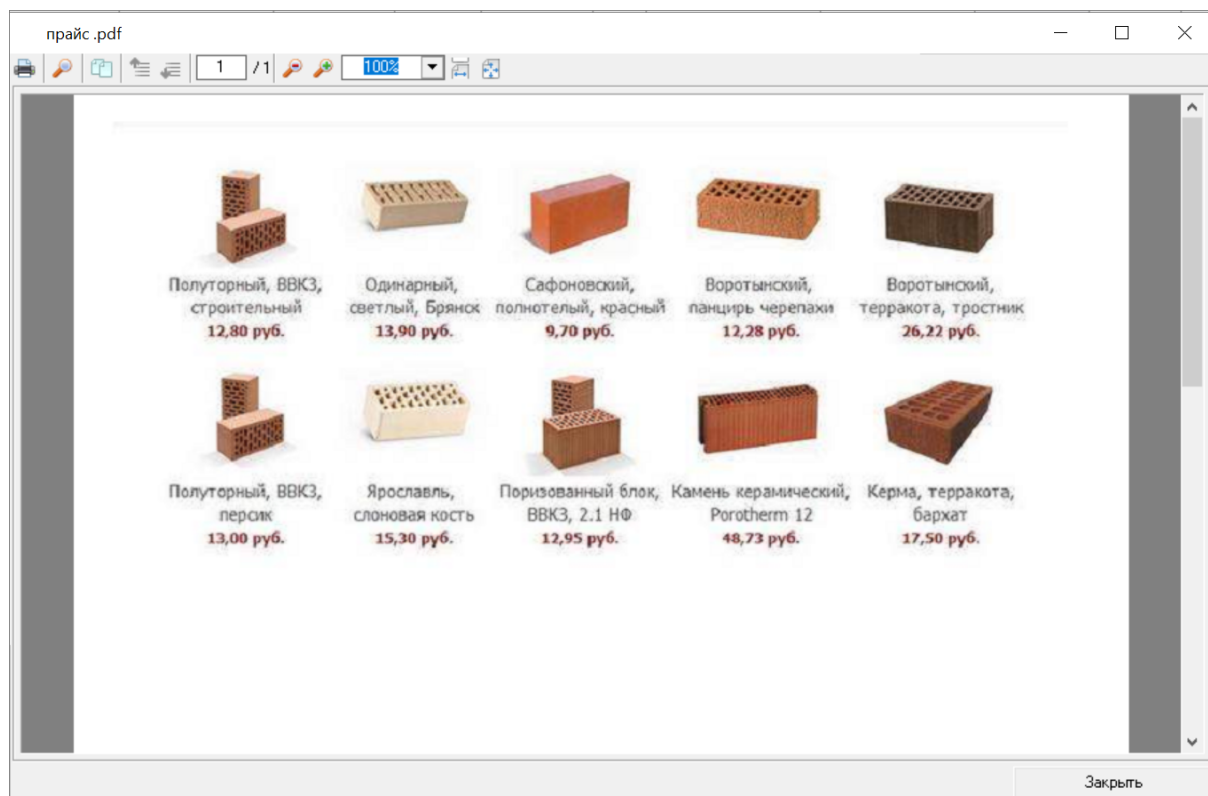 прайс .pdf
1 / 1 100%
Полуторный, ВВКЗ, строительный
12,80 руб.
Одинарный, светлый, Брянск
13,90 руб.
Сафоновский, полнотелый, красный
9,70 руб.
Воротынский, панцирь черепахи
12,28 руб.
Воротынский, терракота, тростник
26,22 руб.
Полуторный, ВВКЗ, персик
13,00 руб.
Ярославль, слоновая кость
15,30 руб.
Поризованный блок, ВВКЗ, 2.1 НФ
12,95 руб.
Камень керамический, Porotherm 12
48,73 руб.
Керма, терракота, бархат
17,50 руб.
Закрыть